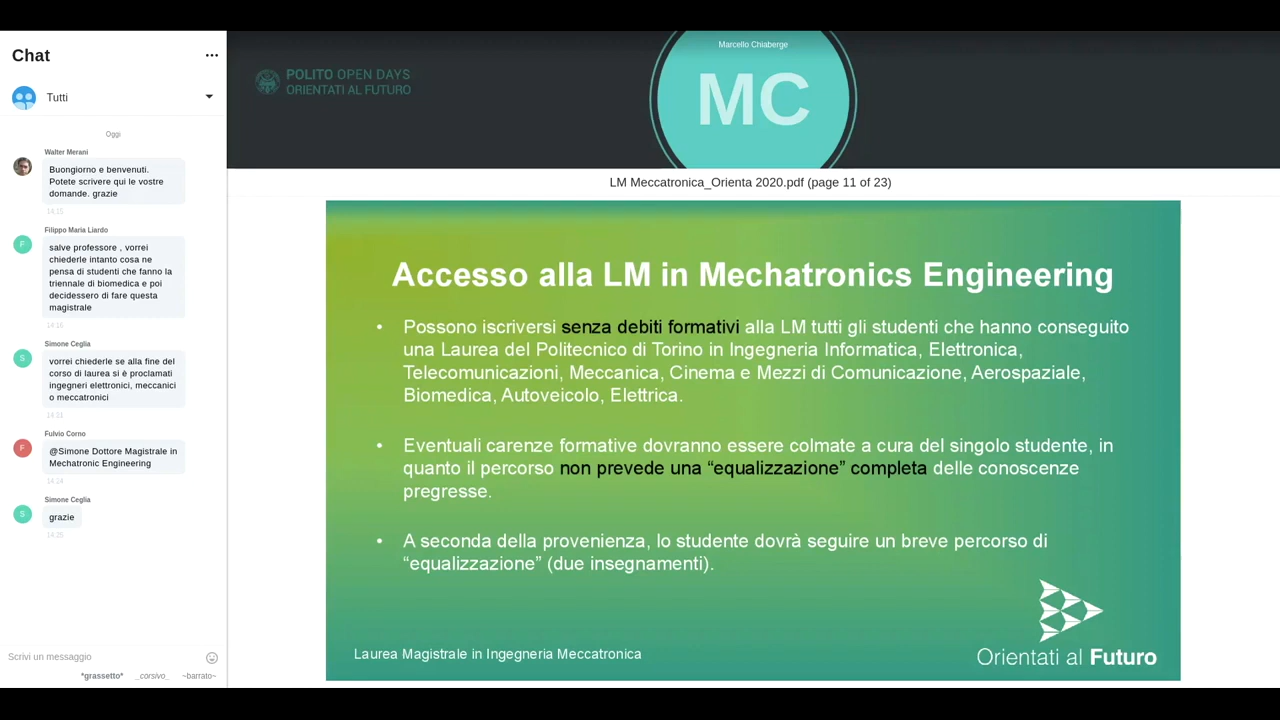 Chat
Tutti
Oggi
Walter Merani
Buongiorno e benvenuti.
Potete scrivere qui le vostre
domande. grazie
14:15
Filippo Maria Liardo
salve professore , vorrei
chiederle intanto cosa ne
pensa di studenti che fanno la
triennale di biomedica e poi
decidessero di fare questa
magistrale
14:16
Simone Ceglia
vorrei chiederle se alla fine del
corso di laurea si è proclamati
ingegneri elettronici, meccanici
o meccatronici
Fulvio Corno
@Simone Dottore Magistrale in
Mechatronic Engineering
Simone Ceglia
grazie
Scrivi un messaggio
*grassetto* _corsivo_ ~barrato~
POLITO OPEN DAYS
ORIENTATI AL FUTURO
Marcello Chiaberge
MC
LM Meccatronica_Orienta 2020.pdf (page 11 of 23)
Accesso alla LM in Mechatronics Engineering
• Possono iscriversi senza debiti formativi alla LM tutti gli studenti che hanno conseguito
una Laurea del Politecnico di Torino in Ingegneria Informatica, Elettronica,
Telecomunicazioni, Meccanica, Cinema e Mezzi di Comunicazione, Aerospaziale,
Biomedica, Autoveicolo, Elettrica.
• Eventuali carenze formative dovranno essere colmate a cura del singolo studente, in
quanto il percorso non prevede una “equalizzazione” completa delle conoscenze
pregresse.
• A seconda della provenienza, lo studente dovrà seguire un breve percorso di
“equalizzazione” (due insegnamenti).
Laurea Magistrale in Ingegneria Meccatronica
Orientati al Futuro